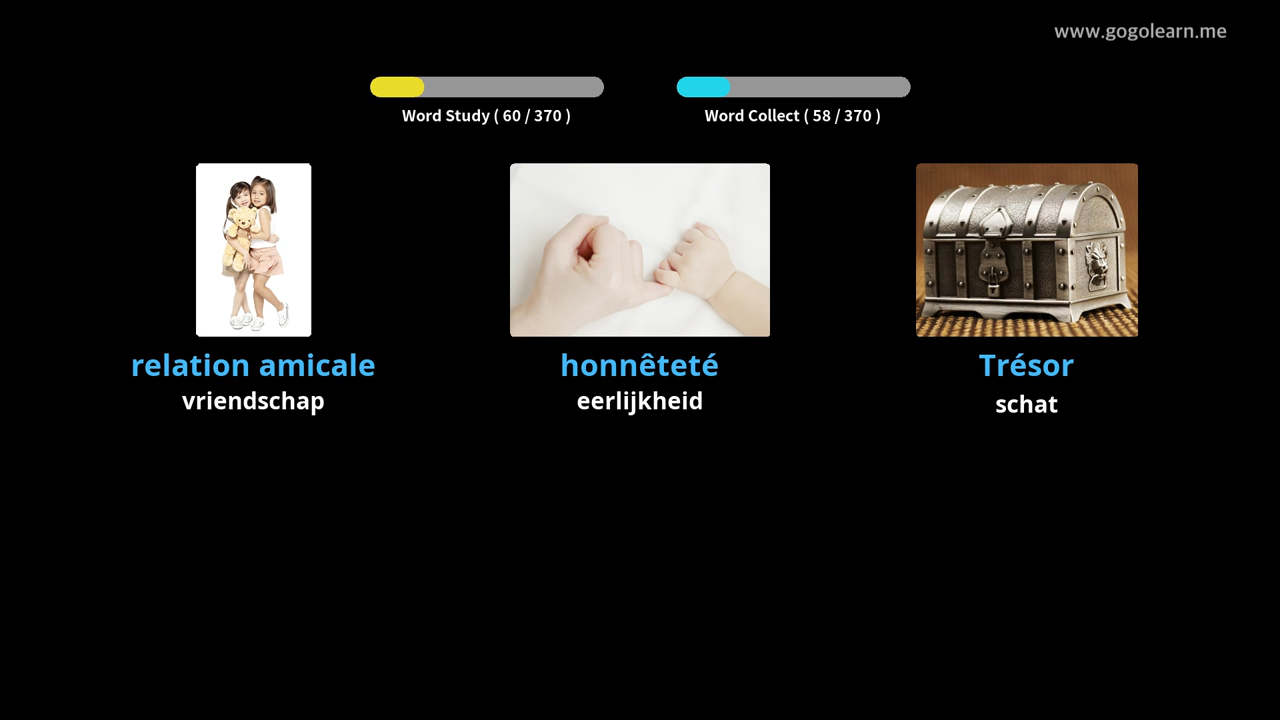 www.gogolearn.me
Word Study ( 60 / 370 )
Word Collect ( 58 / 370 )
relation amicale
vriendschap
honnêteté
eerlijkheid
Trésor
schat